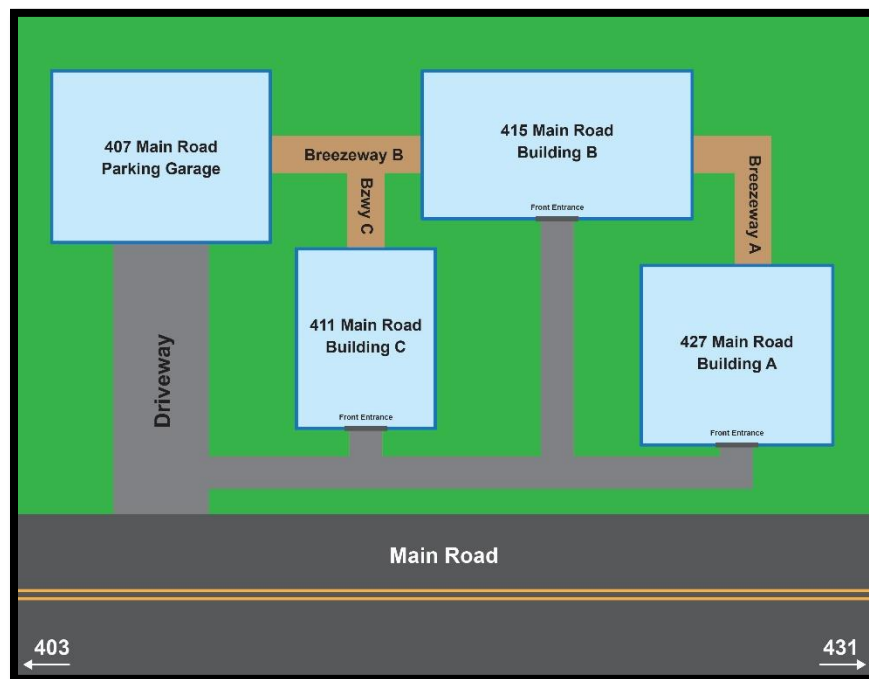 407 Main Road
Parking Garage
Breezeway B
415 Main Road
Building B
Front Entrance
Breezeway A
Bzwy C
411 Main Road
Building C
Front Entrance
427 Main Road
Building A
Front Entrance
Driveway
Main Road
403
431